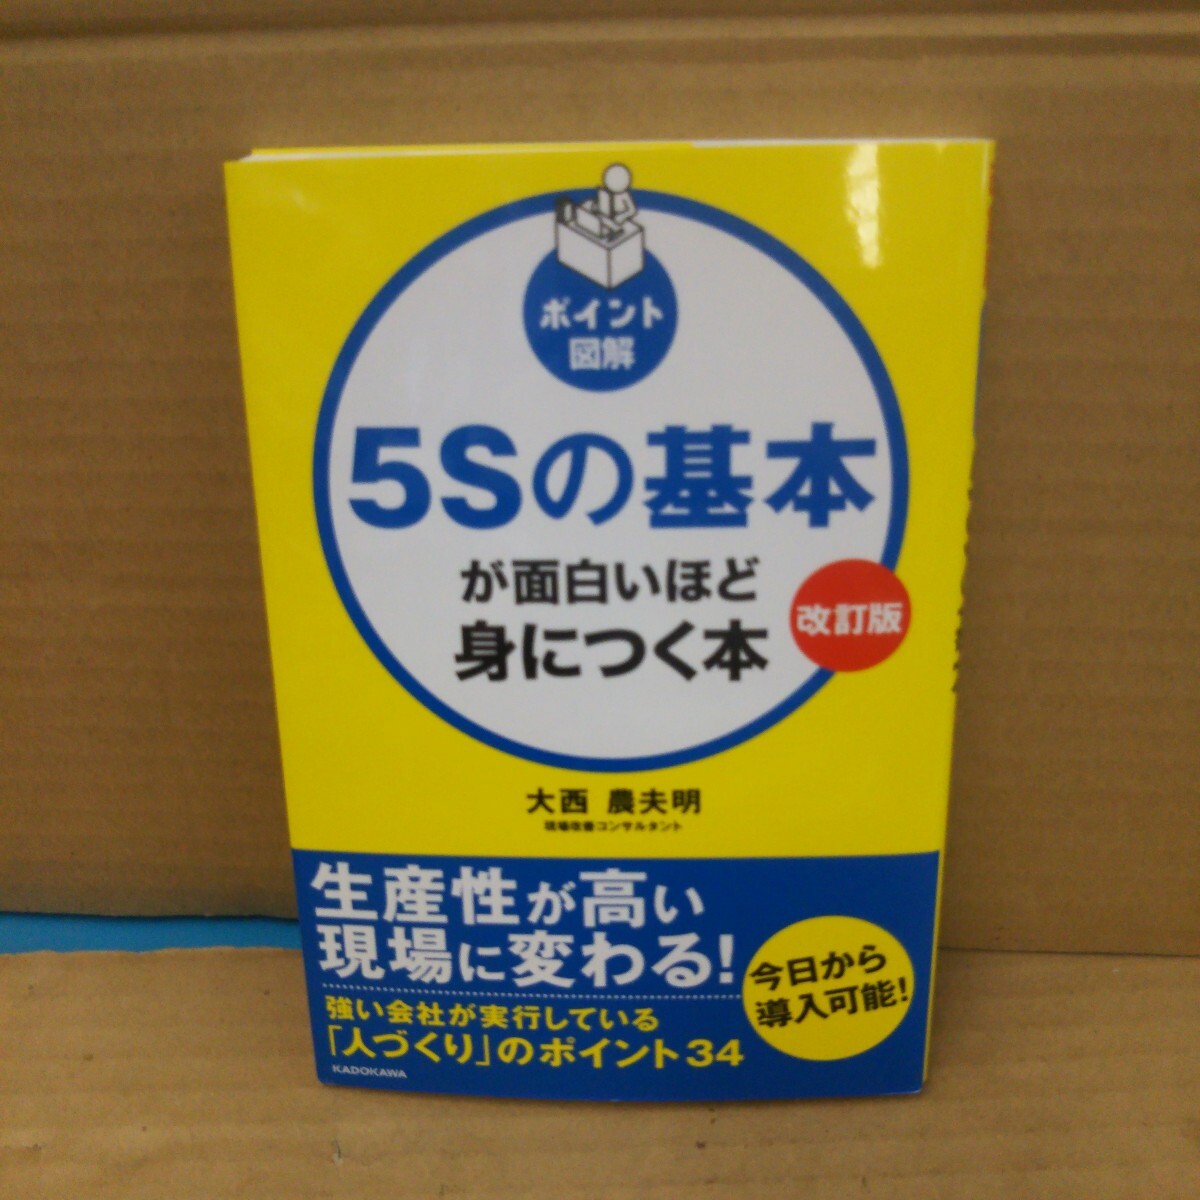 ポイント
図解
5Sの基本
が面白いほど
身につく本
改訂版
大西 農夫明
現場改善コンサルタント
生産性が高い
現場に変わる!
今日から
導入可能!
強い会社が実行している
「人づくり」のポイント34
KADOKAWA